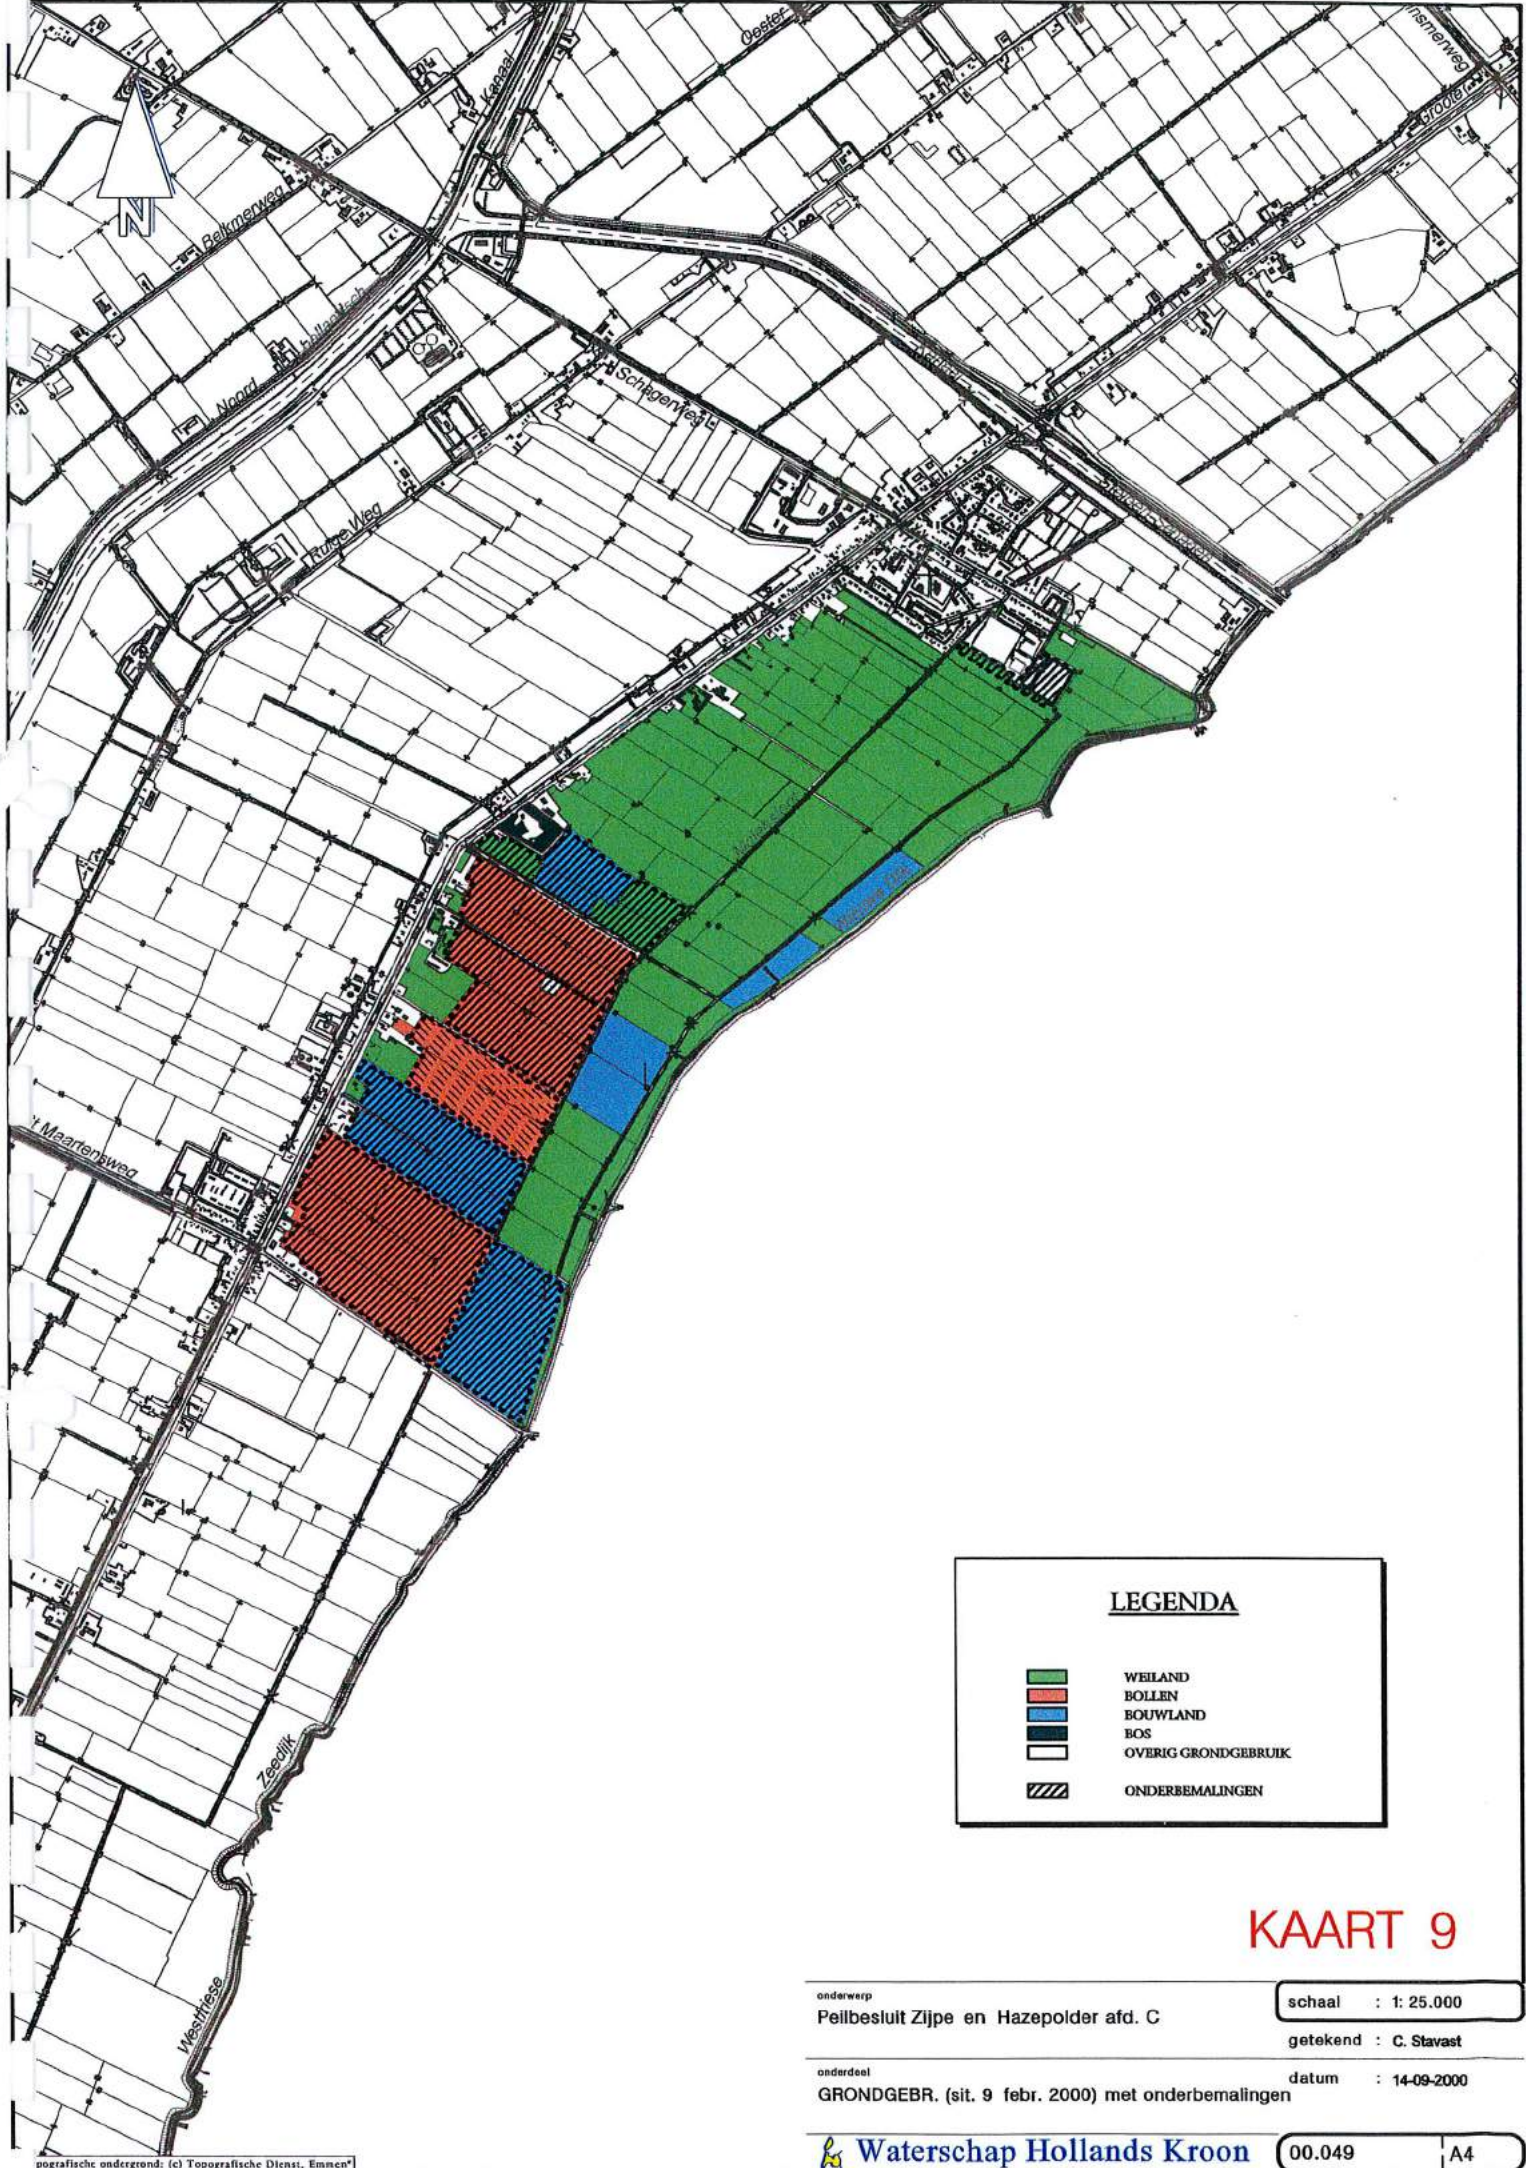 Ooster
Kanaal
Groote
Belkmerweg
N
Noord
Schagerweg
Ruige Weg
't Maartensweg
Zeedijk
Westfriese
LEGENDA
WEILAND
BOLLEN
BOUWLAND
BOS
OVERIG GRONDGEBRUIK
ONDERBEMALINGEN
KAART 9
onderwerp
Peilbesluit Zijpe en Hazepolder afd. C
schaal : 1: 25.000
getekend : C. Stavast
onderdeel
GRONDGEBR. (sit. 9 febr. 2000) met onderbemalingen
datum : 14-09-2000
Waterschap Hollands Kroon
00.049
A4
pografische ondergrond: (c) Topografische Dienst, Emmen"